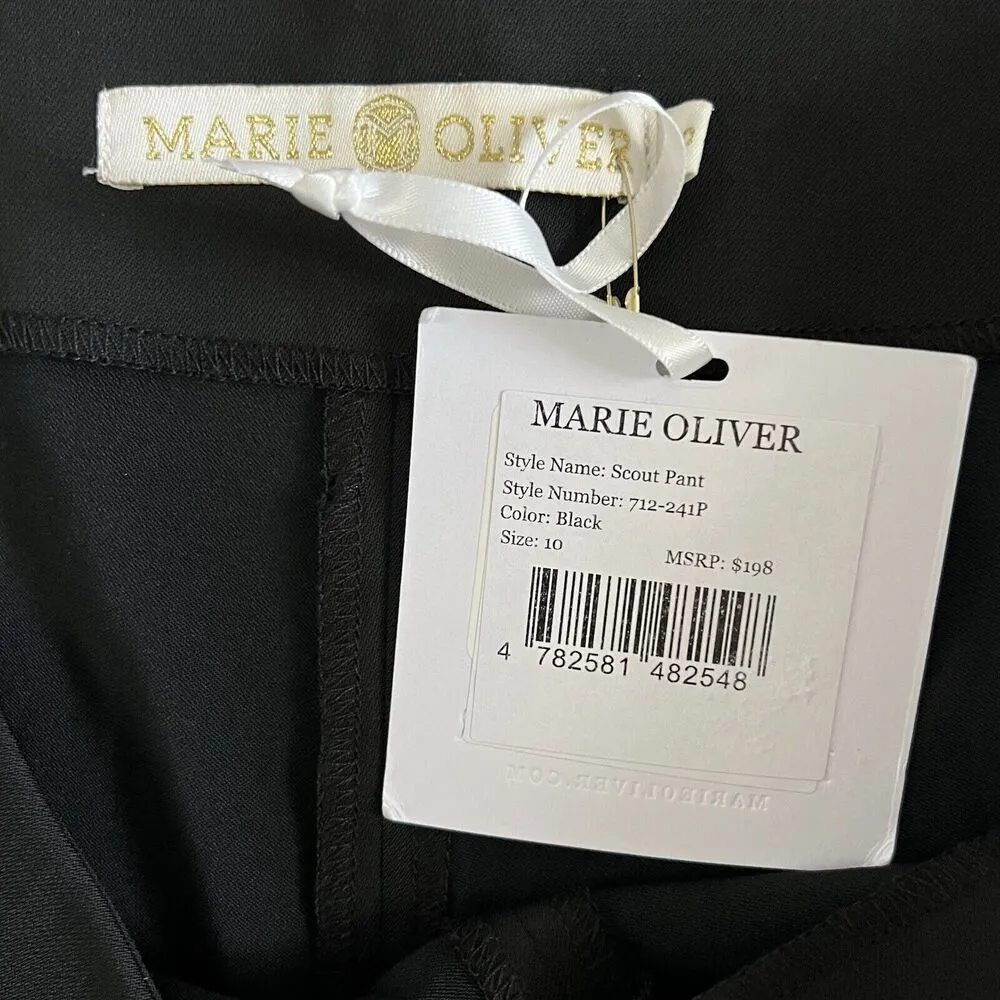 MARIE OLIVER
MARIE OLIVER
Style Name: Scout Pant
Style Number: 712-241P
Color: Black
Size: 10
MSRP: $198
4 782581 482548
MARIEOLIVER.COM